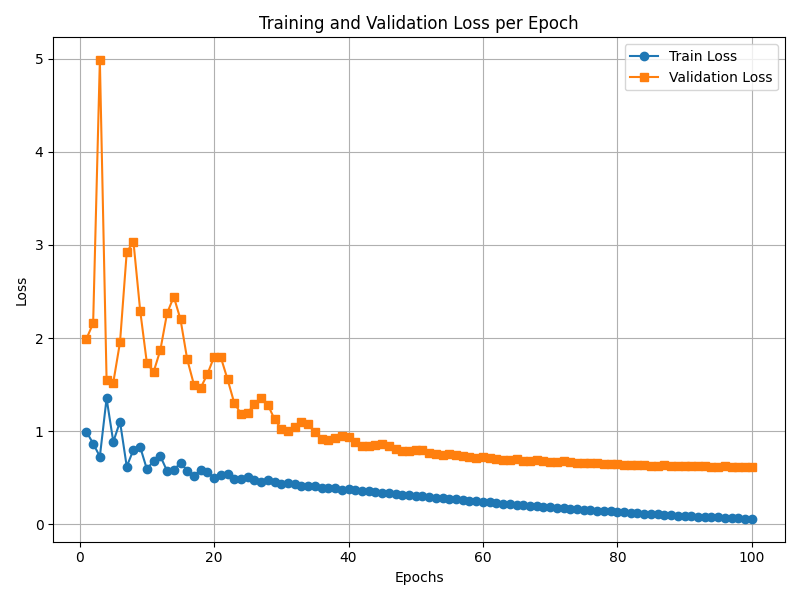 Training and Validation Loss per Epoch
Train Loss
Validation Loss
5
4
3
2
1
0
Loss
0 20 40 60 80 100
Epochs